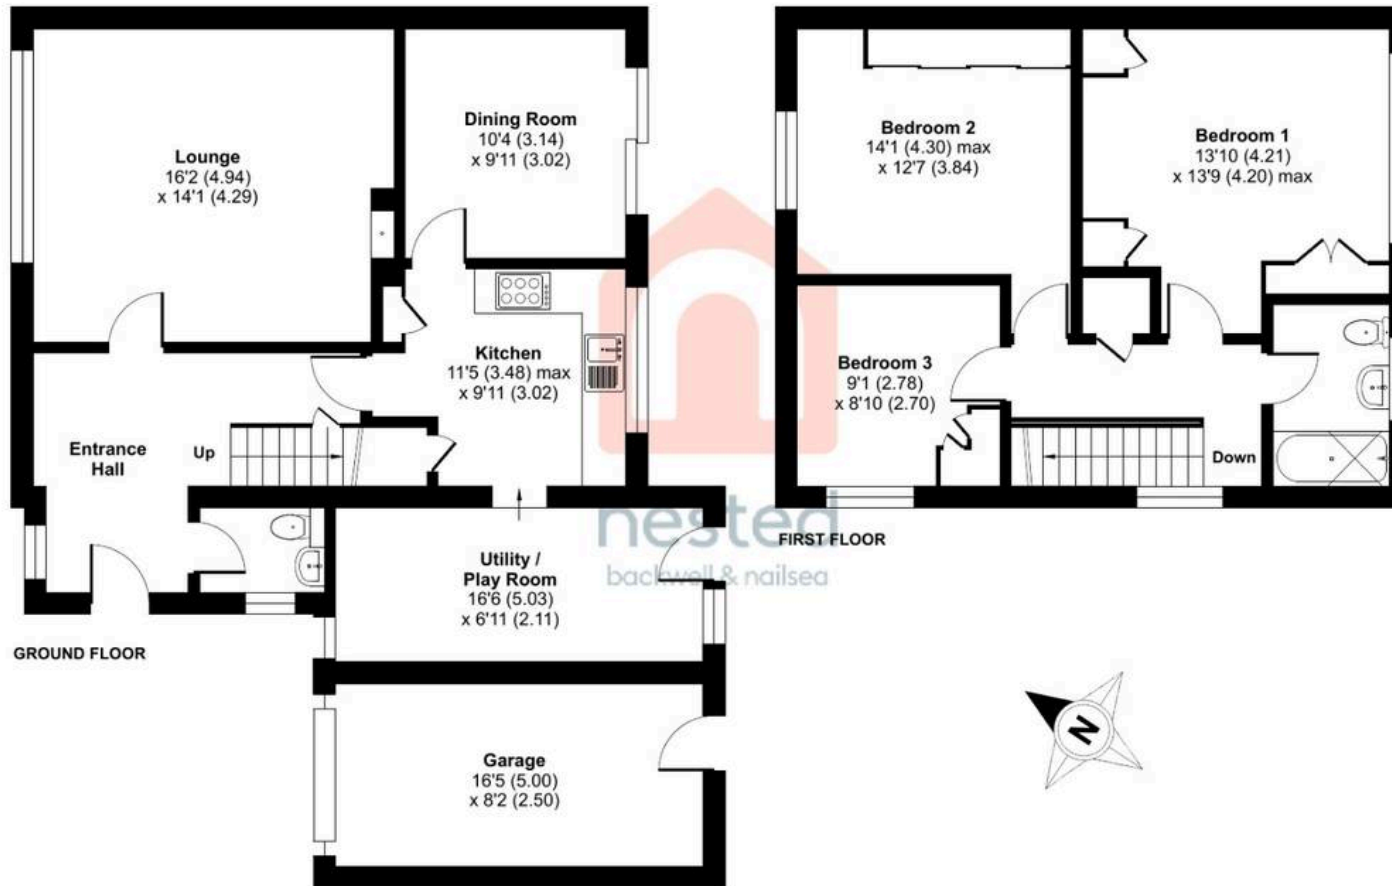 Lounge
16'2 (4.94)
x 14'1 (4.29)
Dining Room
10'4 (3.14)
x 9'11 (3.02)
Kitchen
11'5 (3.48) max
x 9'11 (3.02)
Entrance
Hall
Up
Utility /
Play Room
16'6 (5.03)
x 6'11 (2.11)
GROUND FLOOR
Garage
16'5 (5.00)
x 8'2 (2.50)
Bedroom 2
14'1 (4.30) max
x 12'7 (3.84)
Bedroom 1
13'10 (4.21)
x 13'9 (4.20) max
Bedroom 3
9'1 (2.78)
x 8'10 (2.70)
Down
FIRST FLOOR
nested
backwell & nailsea
N